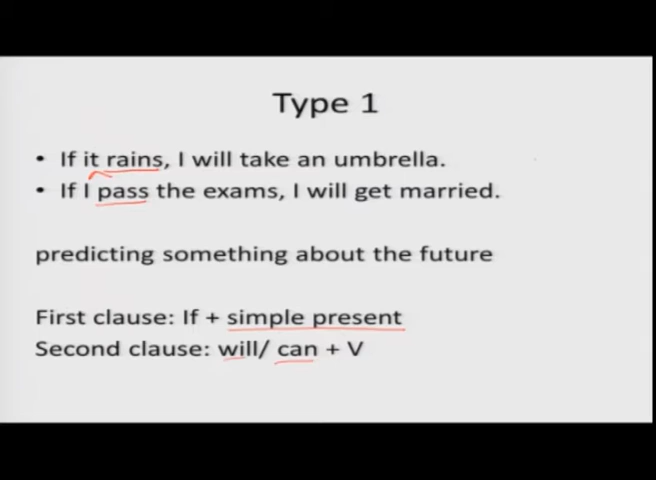 Type 1
• If it rains, I will take an umbrella.
• If I pass the exams, I will get married.
predicting something about the future
First clause: If + simple present
Second clause: will/ can + V